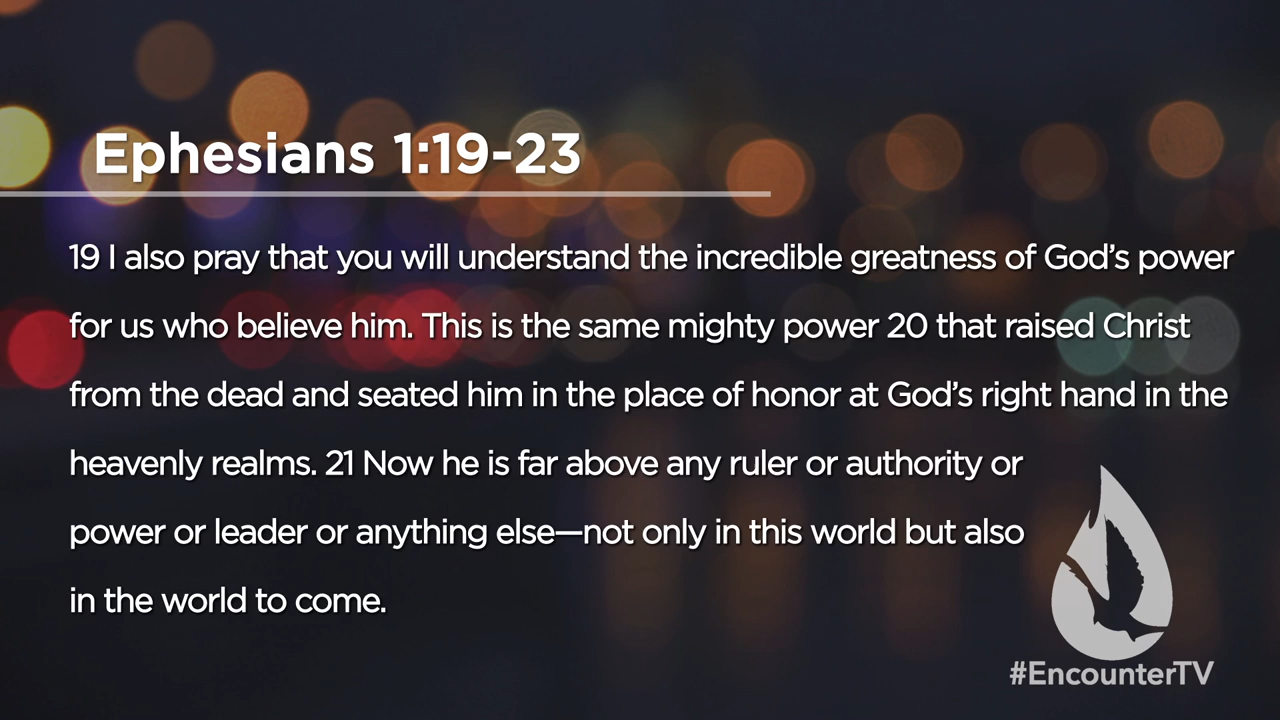 Ephesians 1:19-23
19 I also pray that you will understand the incredible greatness of God’s power
for us who believe him. This is the same mighty power 20 that raised Christ
from the dead and seated him in the place of honor at God’s right hand in the
heavenly realms. 21 Now he is far above any ruler or authority or
power or leader or anything else—not only in this world but also
in the world to come.
#EncounterTV